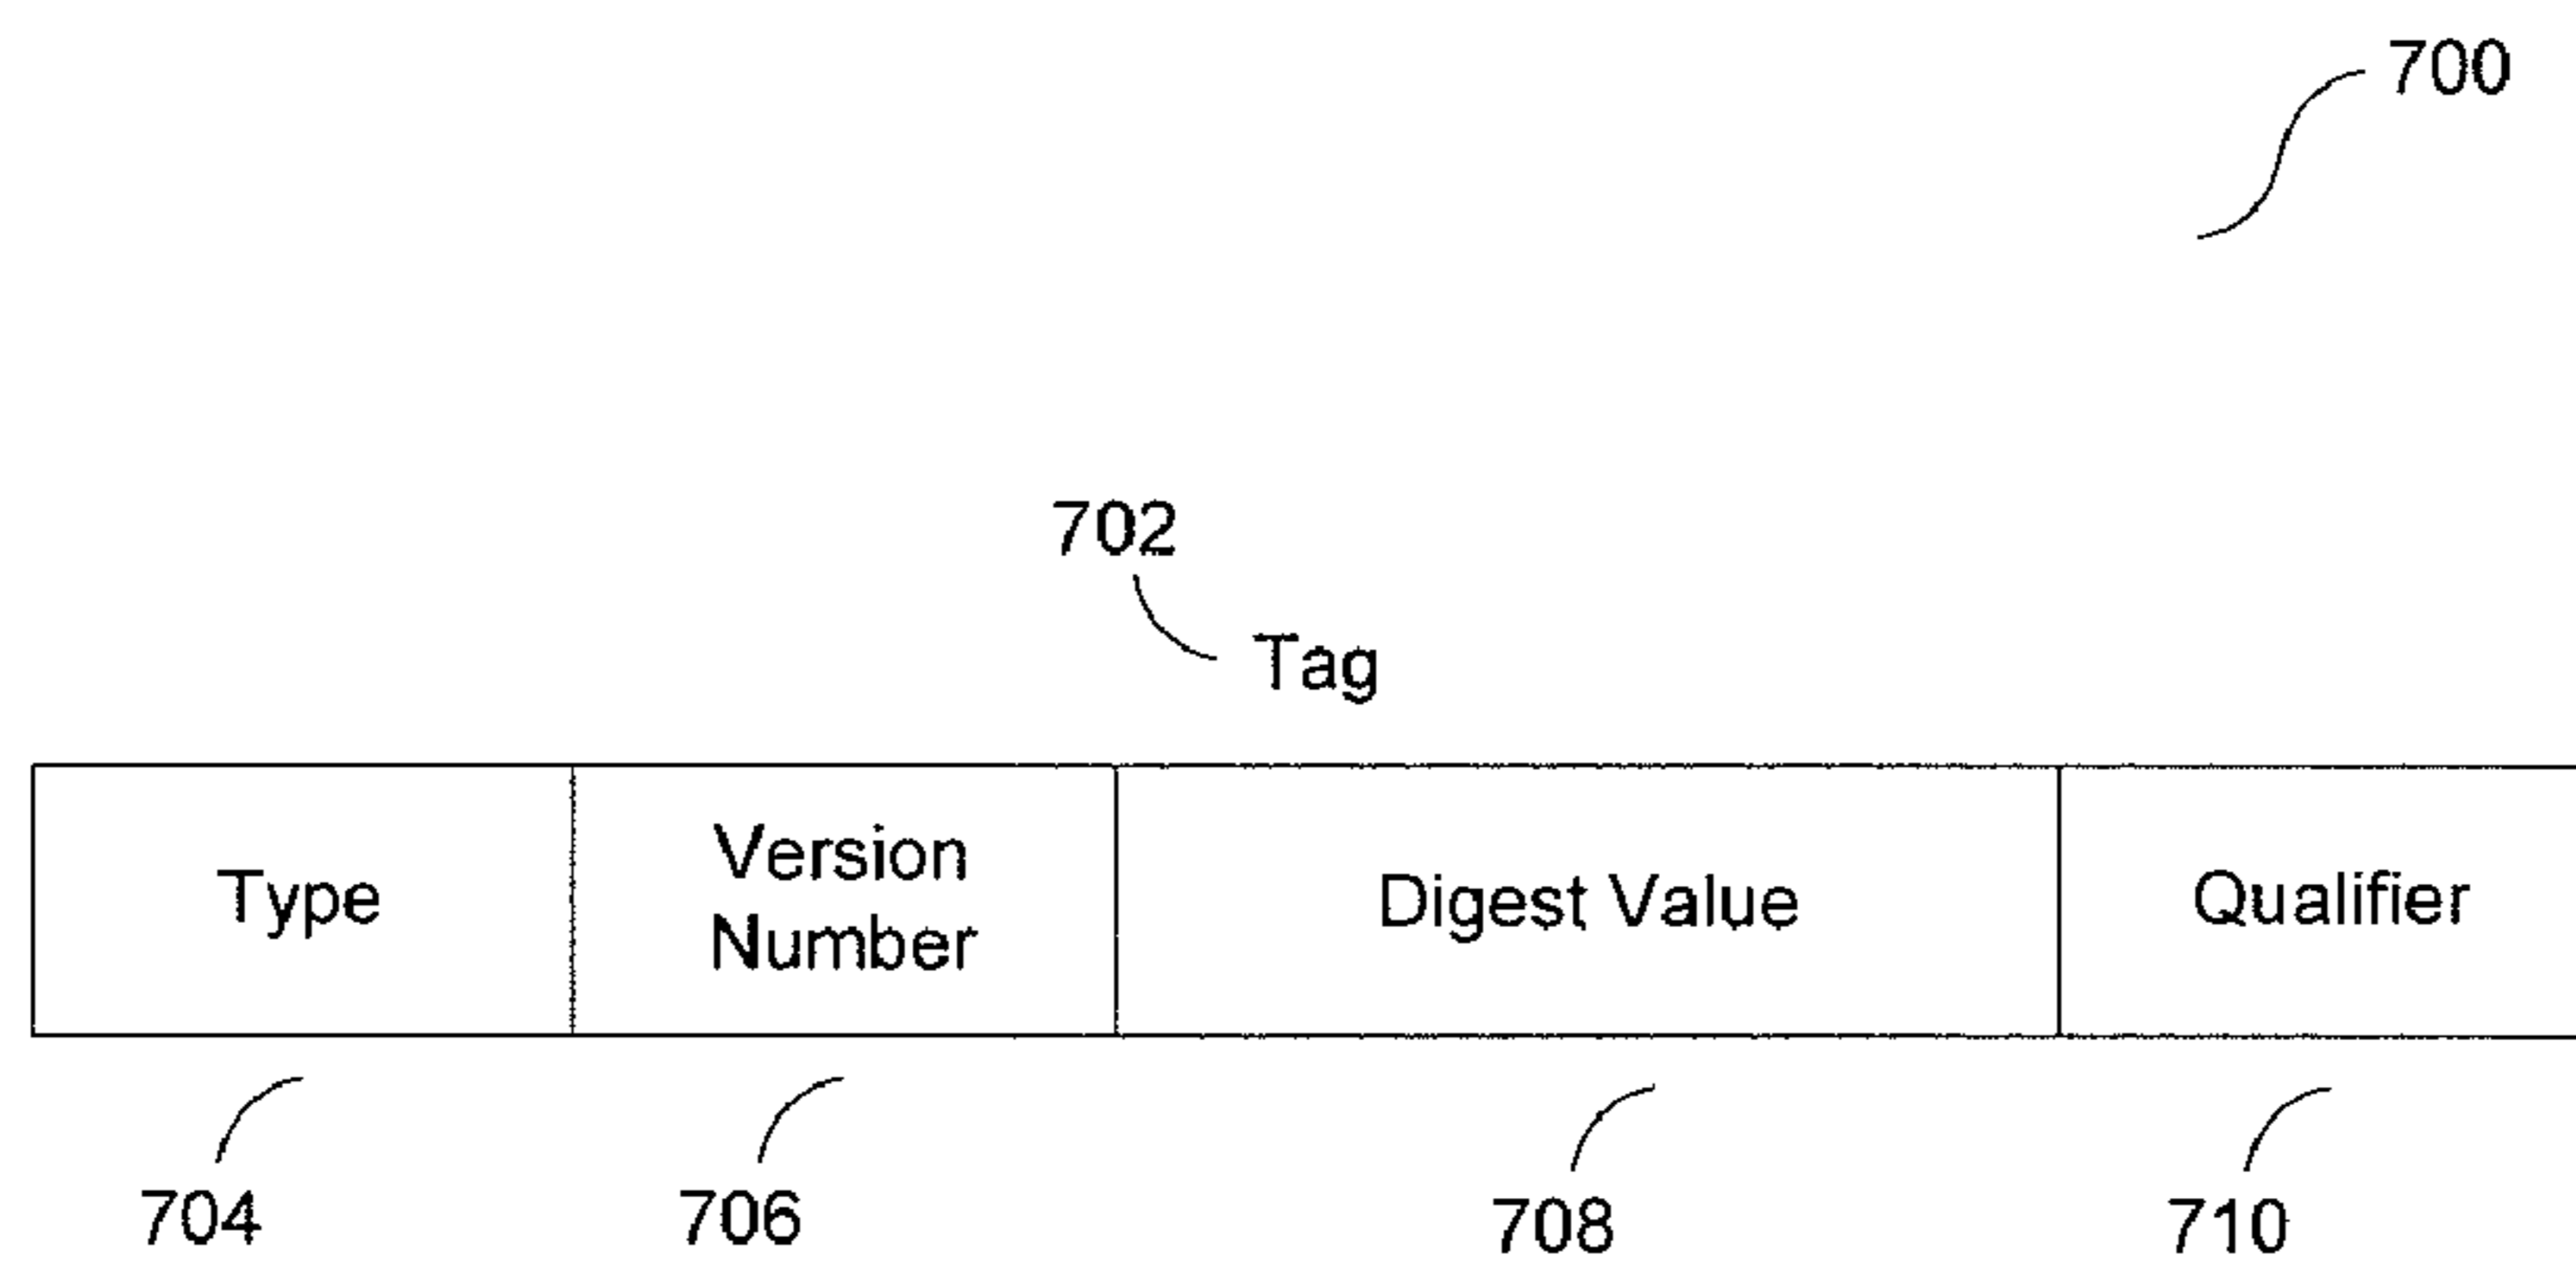 700
702
Tag
Type
Version
Number
Digest Value
Qualifier
704
706
708
710